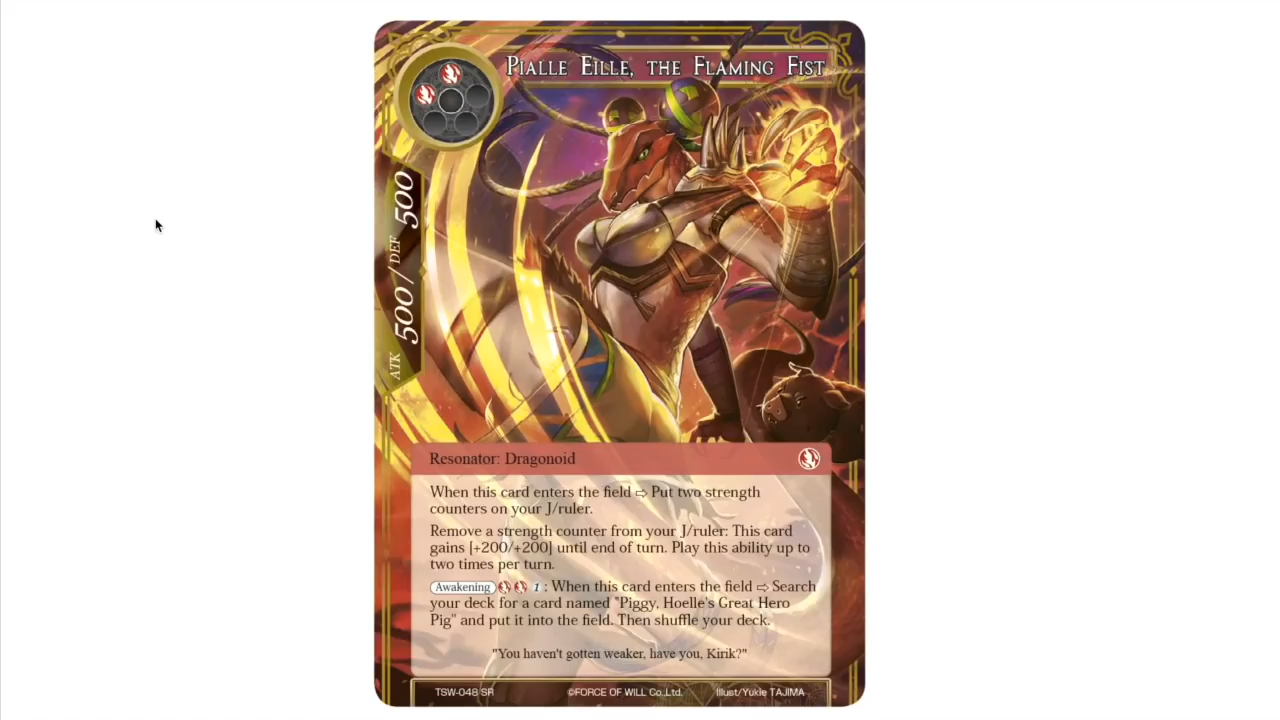 PIALLE EILLE, THE FLAMING FIST
ATK 500 / DEF 500
Resonator: Dragonoid
When this card enters the field ⇨ Put two strength
counters on your J/ruler.
Remove a strength counter from your J/ruler: This card
gains [+200/+200] until end of turn. Play this ability up to
two times per turn.
Awakening 1 : When this card enters the field ⇨ Search
your deck for a card named "Piggy, Hoelle's Great Hero
Pig" and put it into the field. Then shuffle your deck.
"You haven't gotten weaker, have you, Kirik?"
TSW-048 SR ©FORCE OF WILL Co.,Ltd. Illust/Yukie TAJIMA